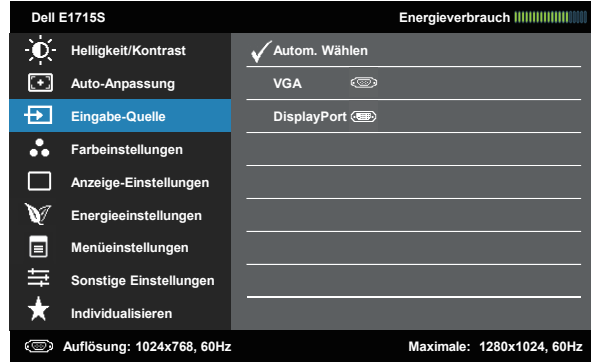 Dell E1715S
Energieverbrauch
Helligkeit/Kontrast
Autom. Wählen
Auto-Anpassung
VGA
Eingabe-Quelle
DisplayPort
Farbeinstellungen
Anzeige-Einstellungen
Energieeinstellungen
Menüeinstellungen
Sonstige Einstellungen
Individualisieren
Auflösung: 1024x768, 60Hz
Maximale: 1280x1024, 60Hz